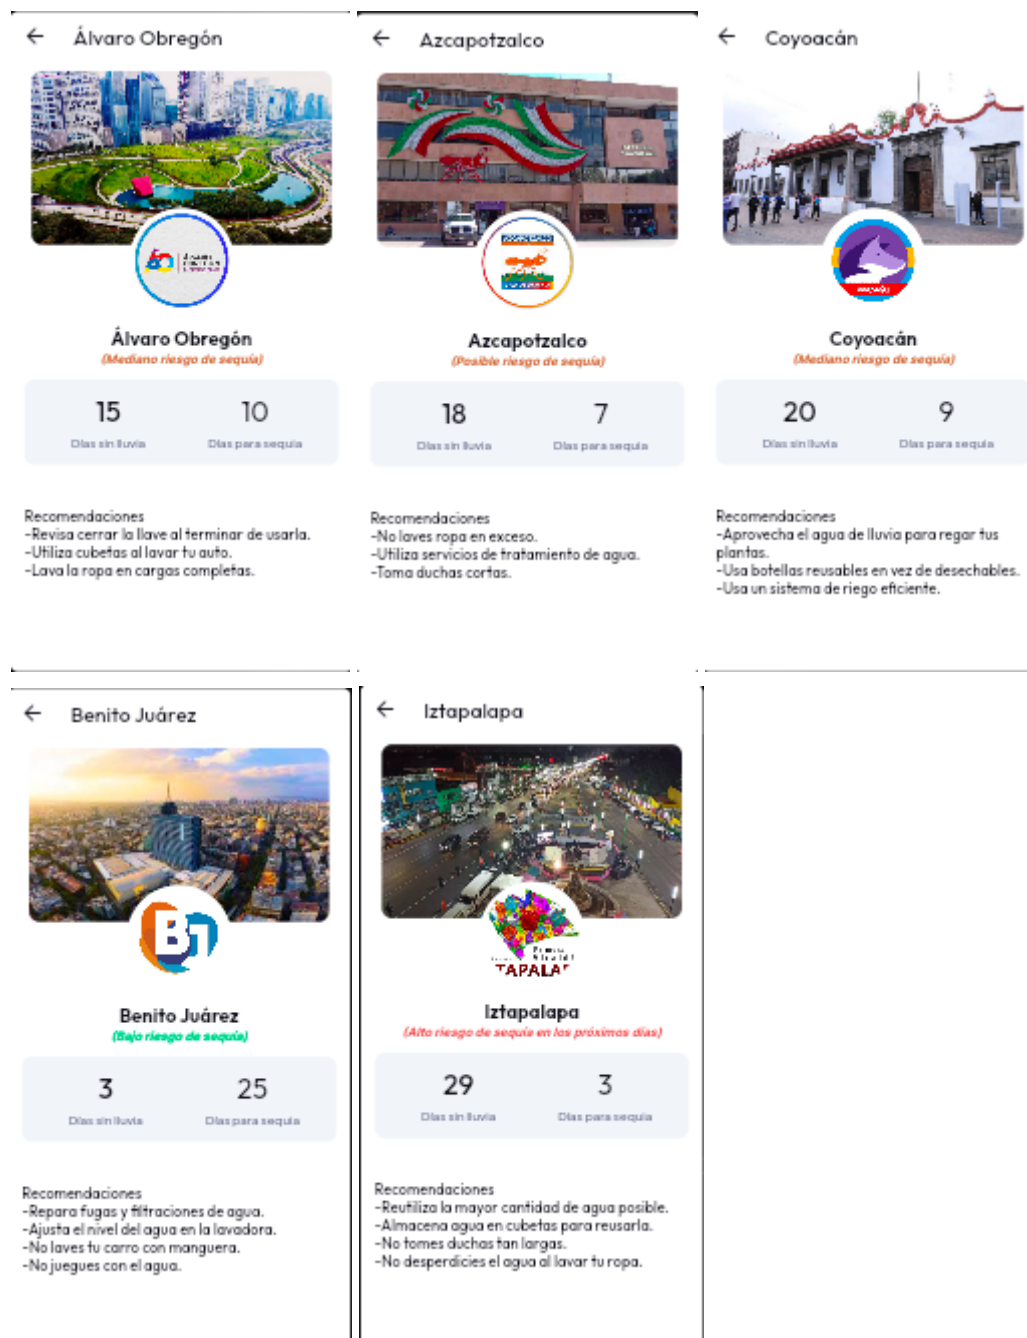 Álvaro Obregón
Álvaro Obregón
(Mediano riesgo de sequía)
15 10
Días sin lluvia Días para sequía
Recomendaciones
-Revisa cerrar la llave al terminar de usarla.
-Utiliza cubetas al lavar tu auto.
-Lava la ropa en cargas completas.
Azcapotzalco
Azcapotzalco
(Posible riesgo de sequía)
18 7
Días sin lluvia Días para sequía
Recomendaciones
-No laves ropa en exceso.
-Utiliza servicios de tratamiento de agua.
-Toma duchas cortas.
Coyoacán
Coyoacán
(Mediano riesgo de sequía)
20 9
Días sin lluvia Días para sequía
Recomendaciones
-Aprovecha el agua de lluvia para regar tus
plantas.
-Usa botellas reusables en vez de desechables.
-Usa un sistema de riego eficiente.
Benito Juárez
BJ
Benito Juárez
(Bajo riesgo de sequía)
3 25
Días sin lluvia Días para sequía
Recomendaciones
-Repara fugas y filtraciones de agua.
-Ajusta el nivel del agua en la lavadora.
-No laves tu carro con manguera.
-No juegues con el agua.
Iztapalapa
TAPALA
Iztapalapa
(Alto riesgo de sequía en los próximos días)
29 3
Días sin lluvia Días para sequía
Recomendaciones
-Reutiliza la mayor cantidad de agua posible.
-Almacena agua en cubetas para reusarla.
-No tomes duchas tan largas.
-No desperdicies el agua al lavar tu ropa.